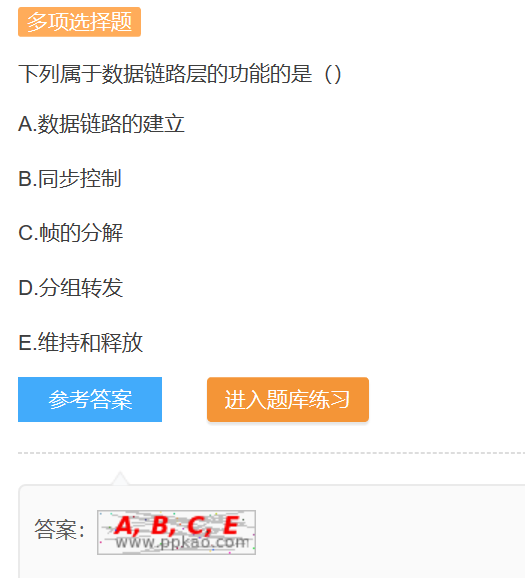 多项选择题
下列属于数据链路层的功能的是（）
A.数据链路的建立
B.同步控制
C.帧的分解
D.分组转发
E.维持和释放
参考答案 进入题库练习
答案： A, B, C, E
www.ppkao.com